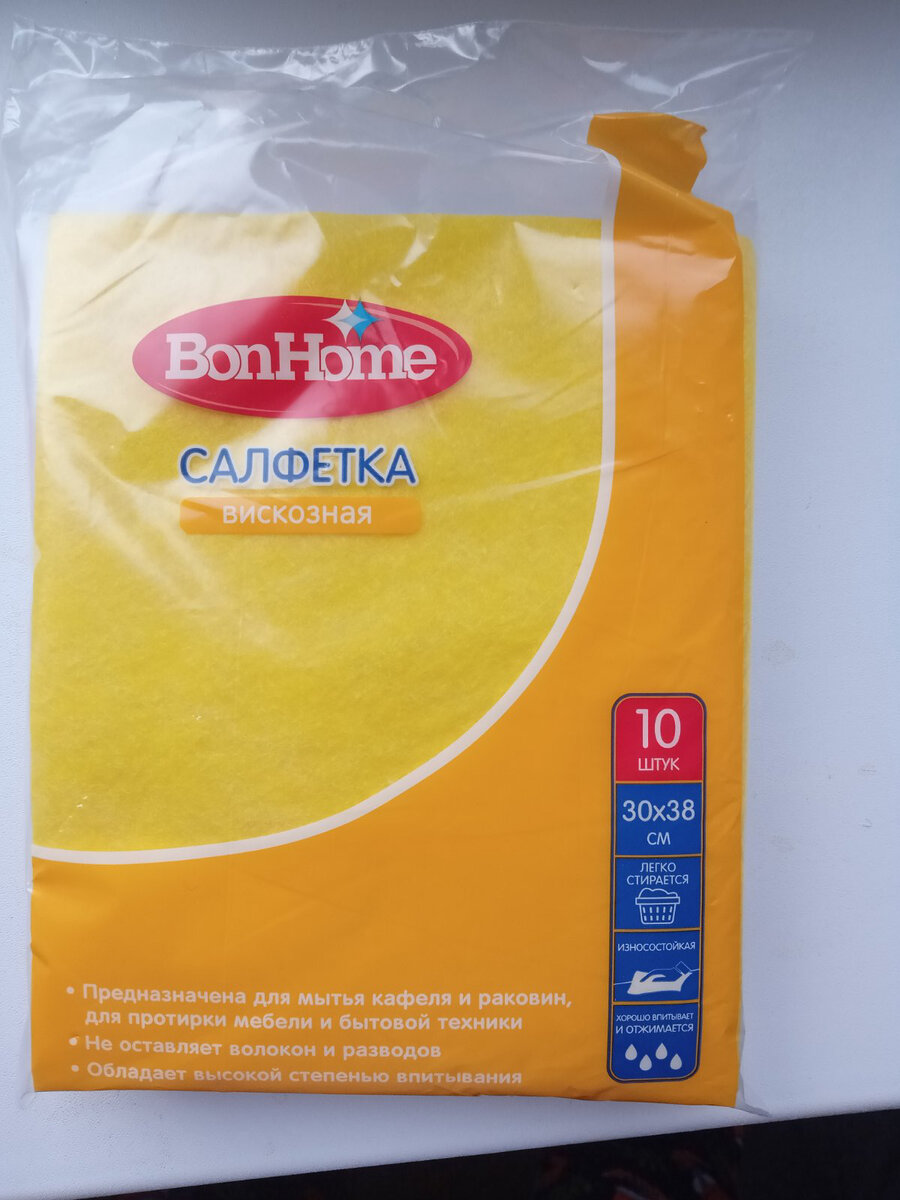 BonHome
САЛФЕТКА
вискозная
10
ШТУК
30x38
СМ
ЛЕГКО
СТИРАЕТСЯ
ИЗНОСОСТОЙКАЯ
ХОРОШО ВПИТЫВАЕТ
И ОТЖИМАЕТСЯ
• Предназначена для мытья кафеля и раковин,
для протирки мебели и бытовой техники
• Не оставляет волокон и разводов
• Обладает высокой степенью впитывания